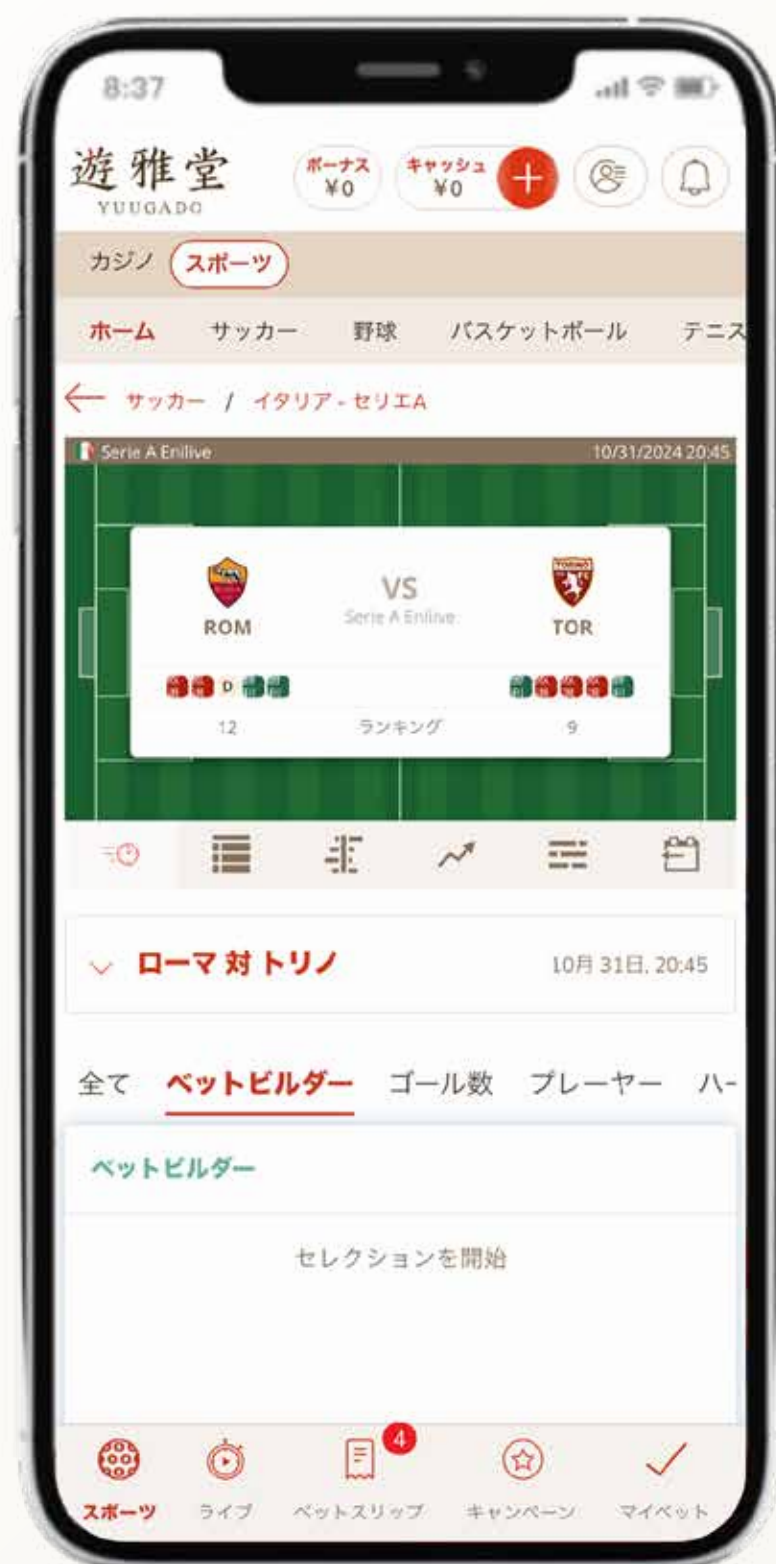 8:37
遊雅堂
YUUGADO
ボーナス
¥0
キャッシュ
¥0
カジノ スポーツ
ホーム サッカー 野球 バスケットボール テニス
サッカー / イタリア - セリエA
Serie A Enilive 10/31/2024 20:45
ROM VS TOR
Serie A Enilive
D
12 ランキング 9
ローマ 対 トリノ 10月 31日, 20:45
全て ベットビルダー ゴール数 プレーヤー ハー
ベットビルダー
セレクションを開始
4
スポーツ ライブ ベットスリップ キャンペーン マイベット